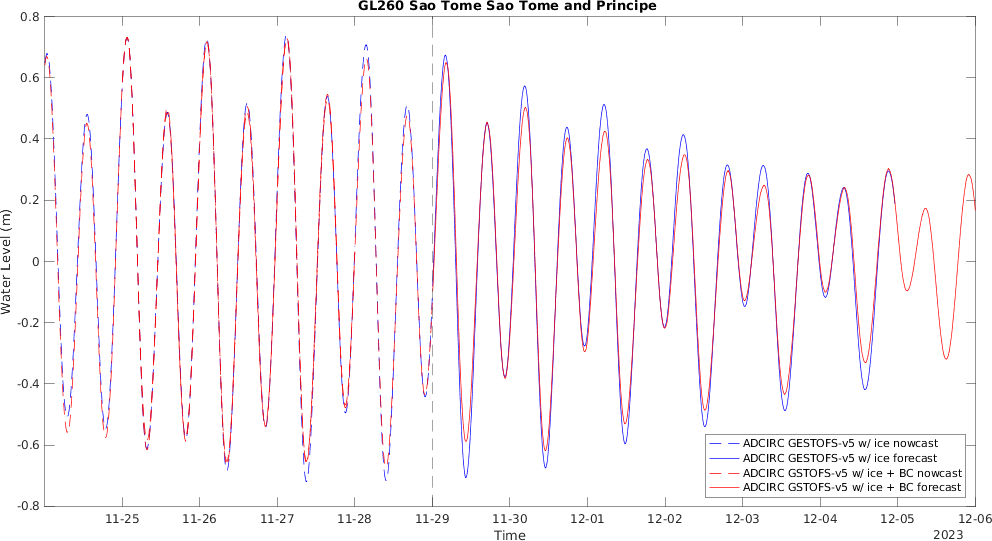 GL260 Sao Tome Sao Tome and Principe
0.8
0.6
0.4
0.2
0
-0.2
-0.4
-0.6
-0.8
Water Level (m)
11-25 11-26 11-27 11-28 11-29 11-30 12-01 12-02 12-03 12-04 12-05 12-06
Time
2023
ADCIRC GESTOFS-v5 w/ ice nowcast
ADCIRC GESTOFS-v5 w/ ice forecast
ADCIRC GSTOFS-v5 w/ ice + BC nowcast
ADCIRC GSTOFS-v5 w/ ice + BC forecast